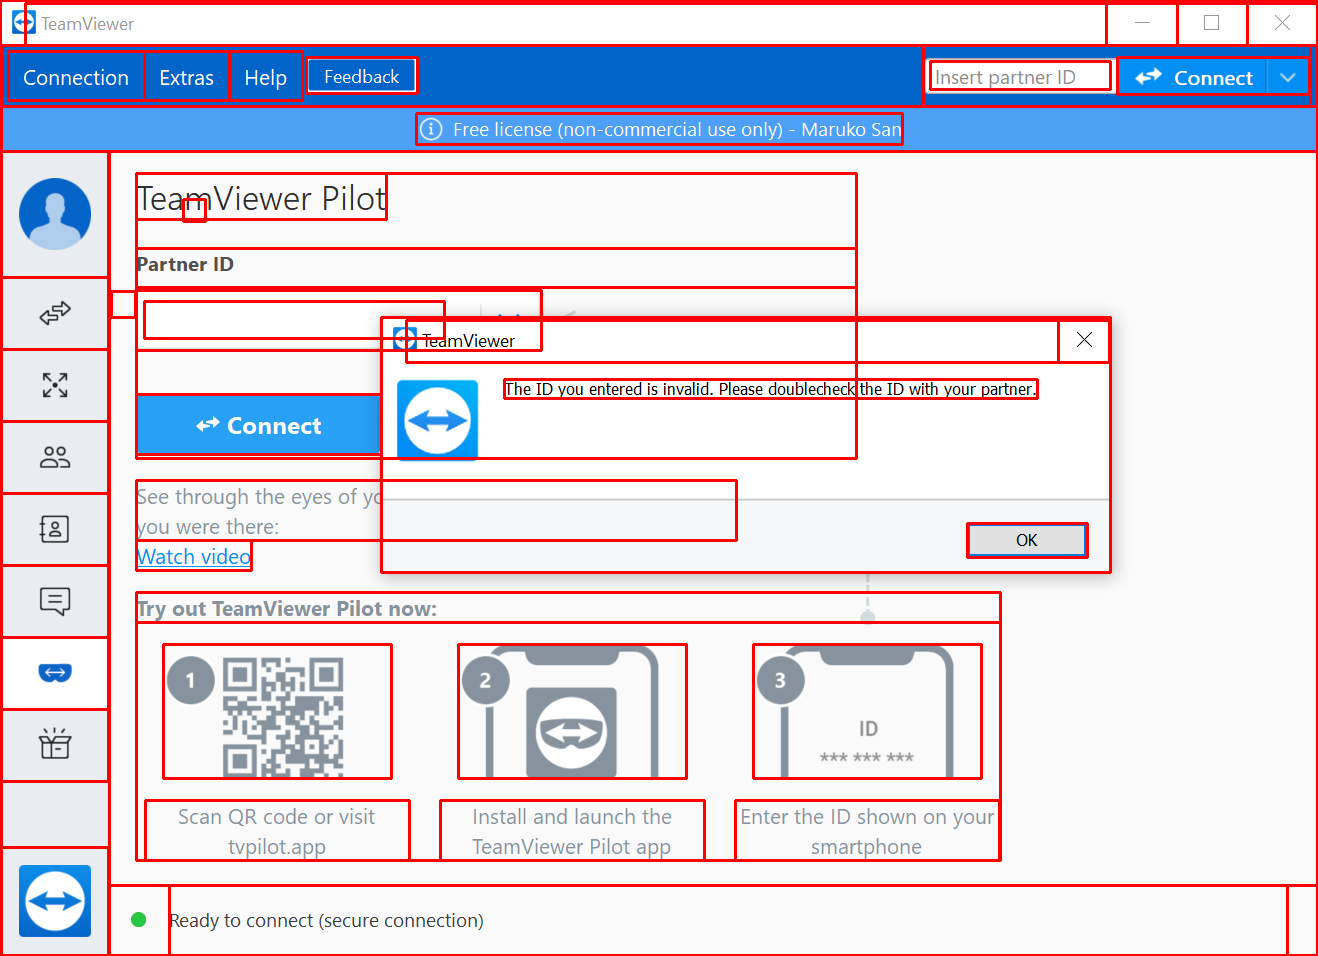 TeamViewer
Connection Extras Help Feedback
Insert partner ID Connect
Free license (non-commercial use only) - Maruko San
TeamViewer Pilot
Partner ID
TeamViewer
The ID you entered is invalid. Please doublecheck the ID with your partner.
OK
Connect
See through the eyes of
you were there:
Watch video
Try out TeamViewer Pilot now:
1
2
3
ID
*** *** ***
Scan QR code or visit
tvpilot.app
Install and launch the
TeamViewer Pilot app
Enter the ID shown on your
smartphone
Ready to connect (secure connection)